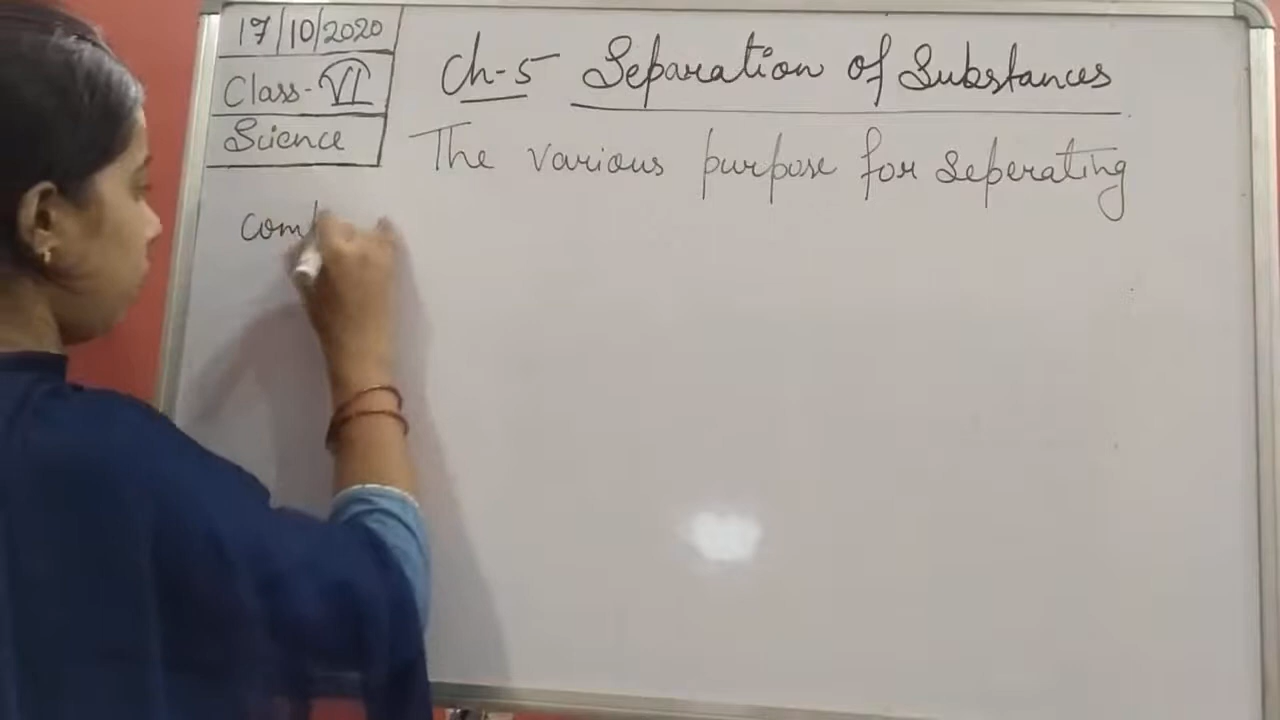 17/10/2020
Class-VI
Science
Ch-5 Separation of Substances
The various purpose for seperating
com